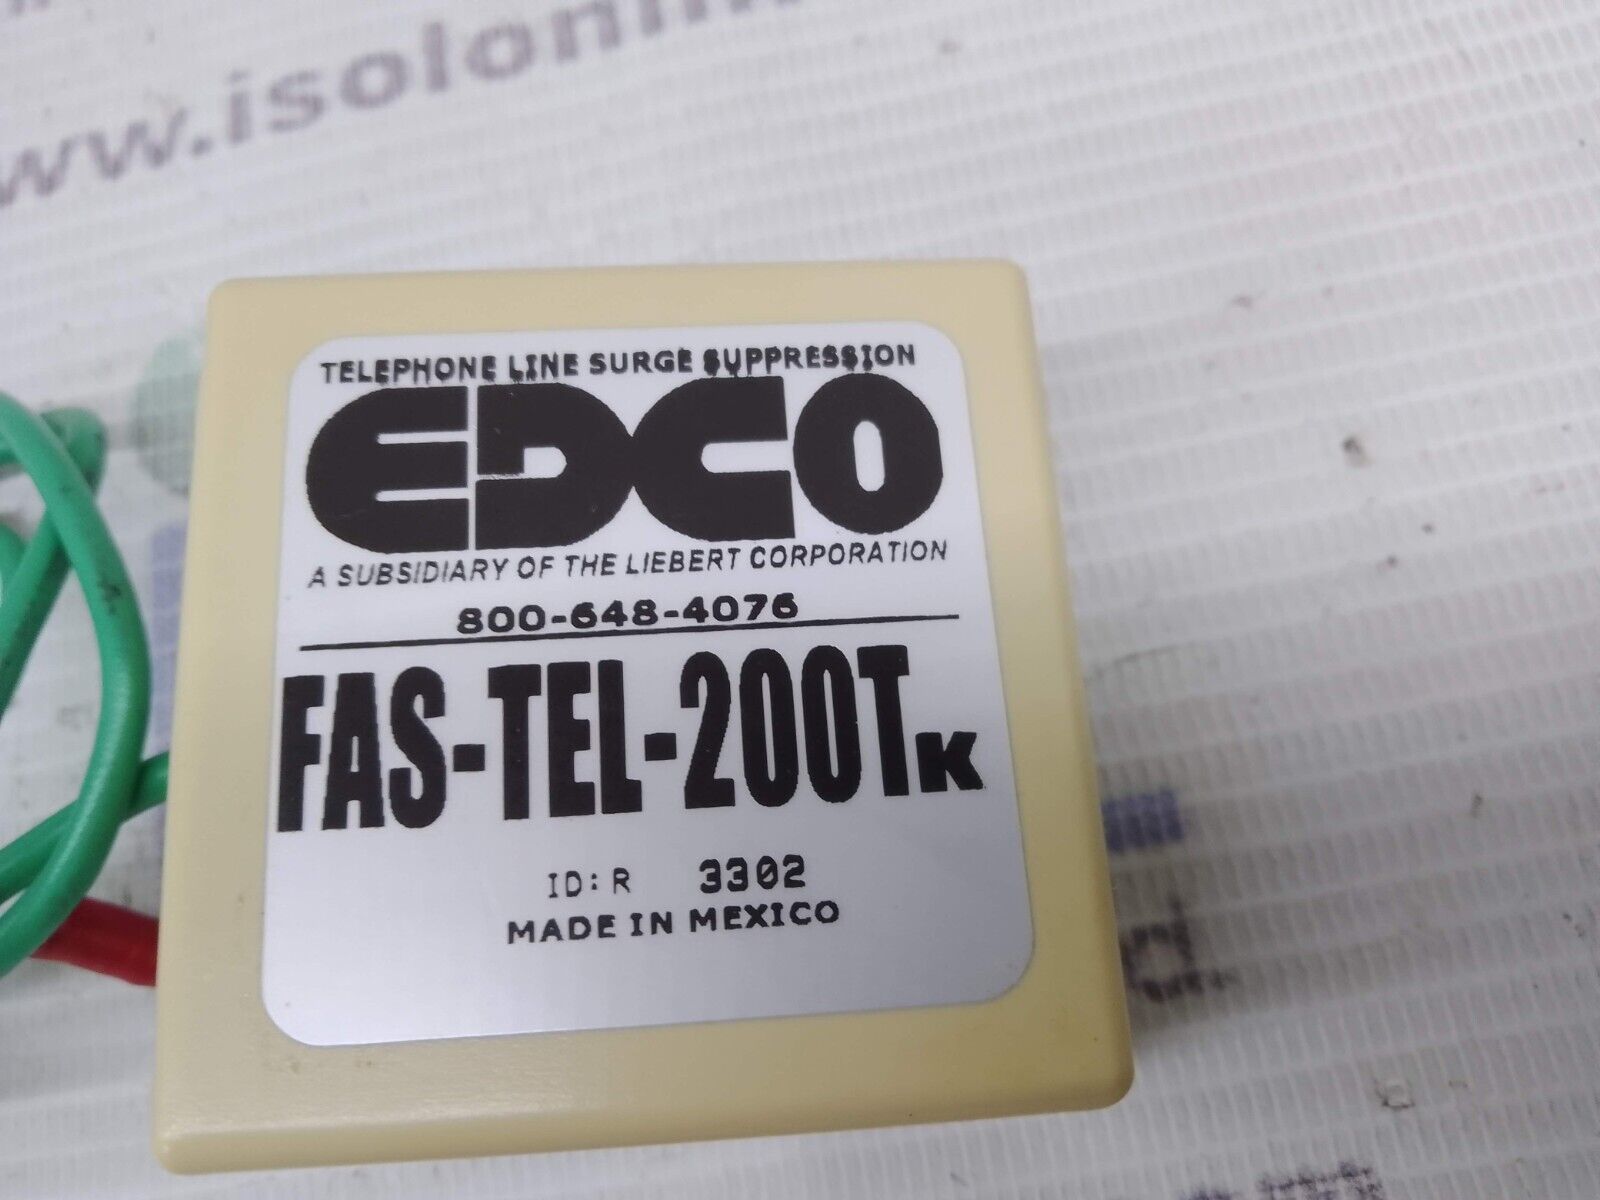 www.isolonli
TELEPHONE LINE SURGE SUPPRESSION
EDCO
A SUBSIDIARY OF THE LIEBERT CORPORATION
800-648-4076
FAS-TEL-200TK
ID: R 3302
MADE IN MEXICO